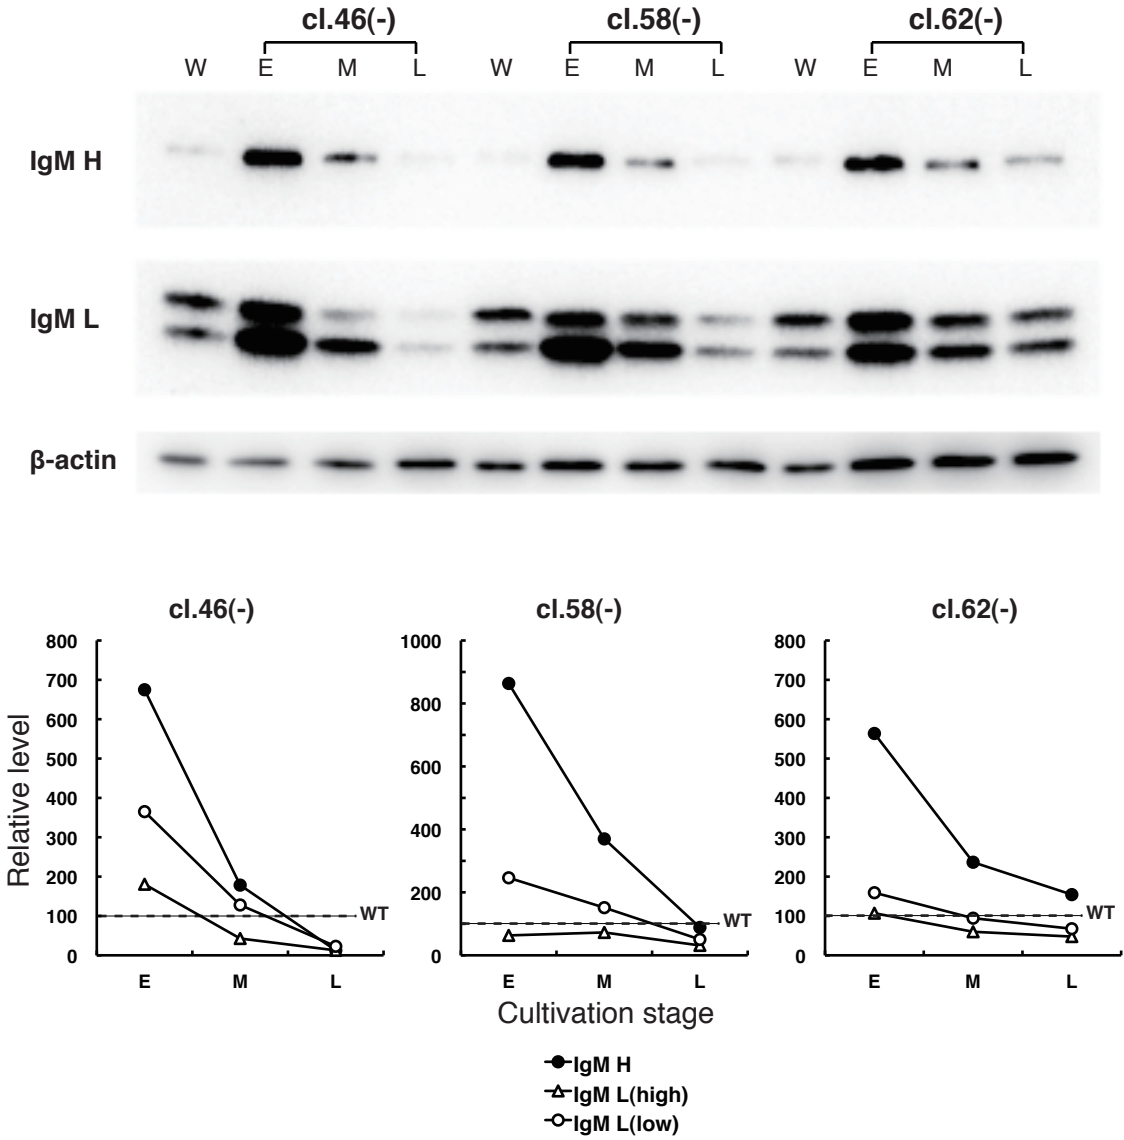 cl.46(-) cl.58(-) cl.62(-)
W E M L W E M L W E M L
IgM H
IgM L
β-actin
cl.46(-) cl.58(-) cl.62(-)
Relative level
800
700
600
500
400
300
200
100
0
WT
E M L
1000
800
600
400
200
0
WT
E M L
800
700
600
500
400
300
200
100
0
WT
E M L
Cultivation stage
IgM H
IgM L(high)
IgM L(low)